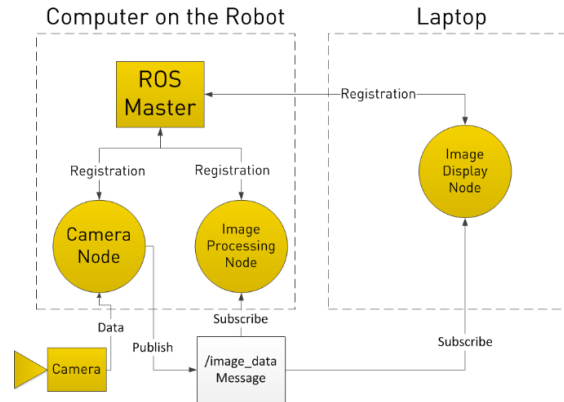 Computer on the Robot
Laptop
ROS
Master
Registration
Registration
Registration
Image
Display
Node
Camera
Node
Image
Processing
Node
Data
Publish
Subscribe
Subscribe
Camera
/image_data
Message